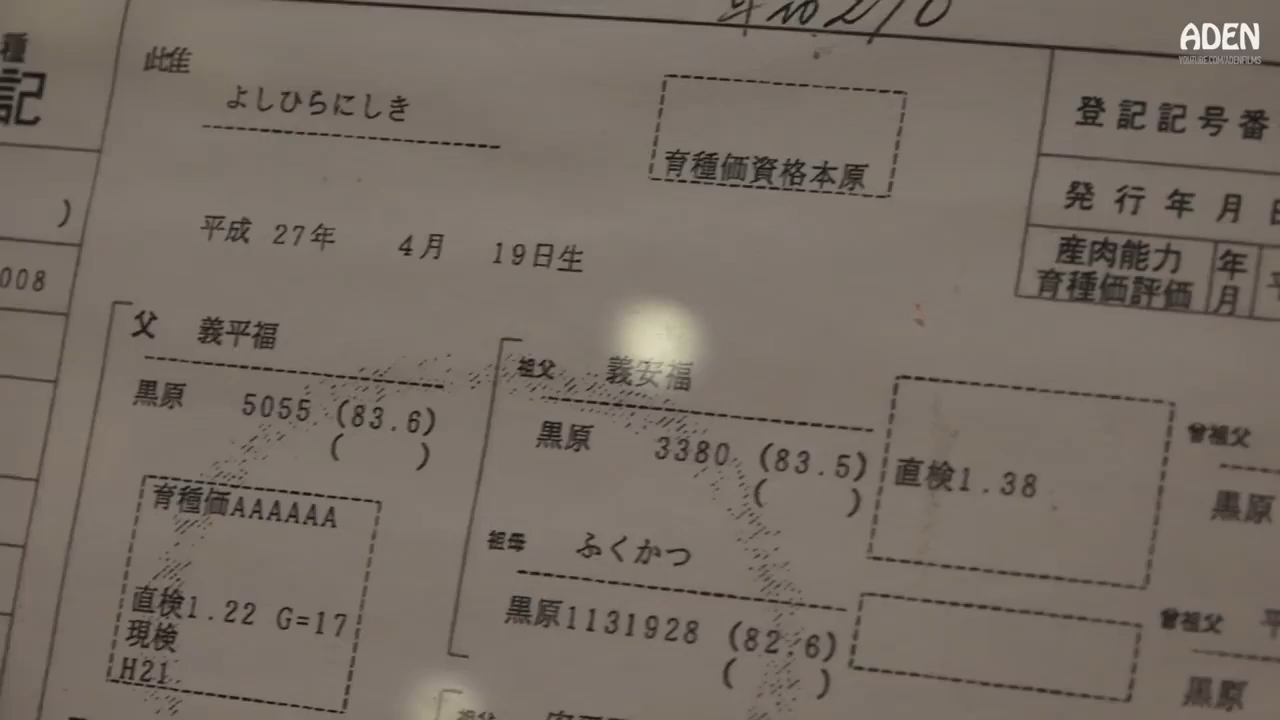 ADEN
YOUTUBE.COM/ADENFILMS
種
記
)
008
よしひらにしき
育種価資格本原
登記記号番
発行年月日
産肉能力
育種価評価
年
月
平成 27年 4月 19日生
父 義平福
黒原 5055 (83.6)
( )
育種価AAAAAA
直検1.22 G=17
現検
H21
祖父 義安福
黒原 3380 (83.5)
( )
直検1.38
祖母 ふくかつ
黒原1131928 (82.6)
( )
曾祖父
黒原
曾祖父 平
黒原
祖父